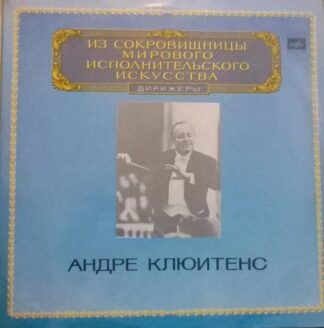 ИЗ СОКРОВИЩНИЦЫ
МИРОВОГО
ИСПОЛНИТЕЛЬСКОГО
ИСКУССТВА
ДИРИЖЕРЫ
АНДРЕ КЛЮИТЕНС